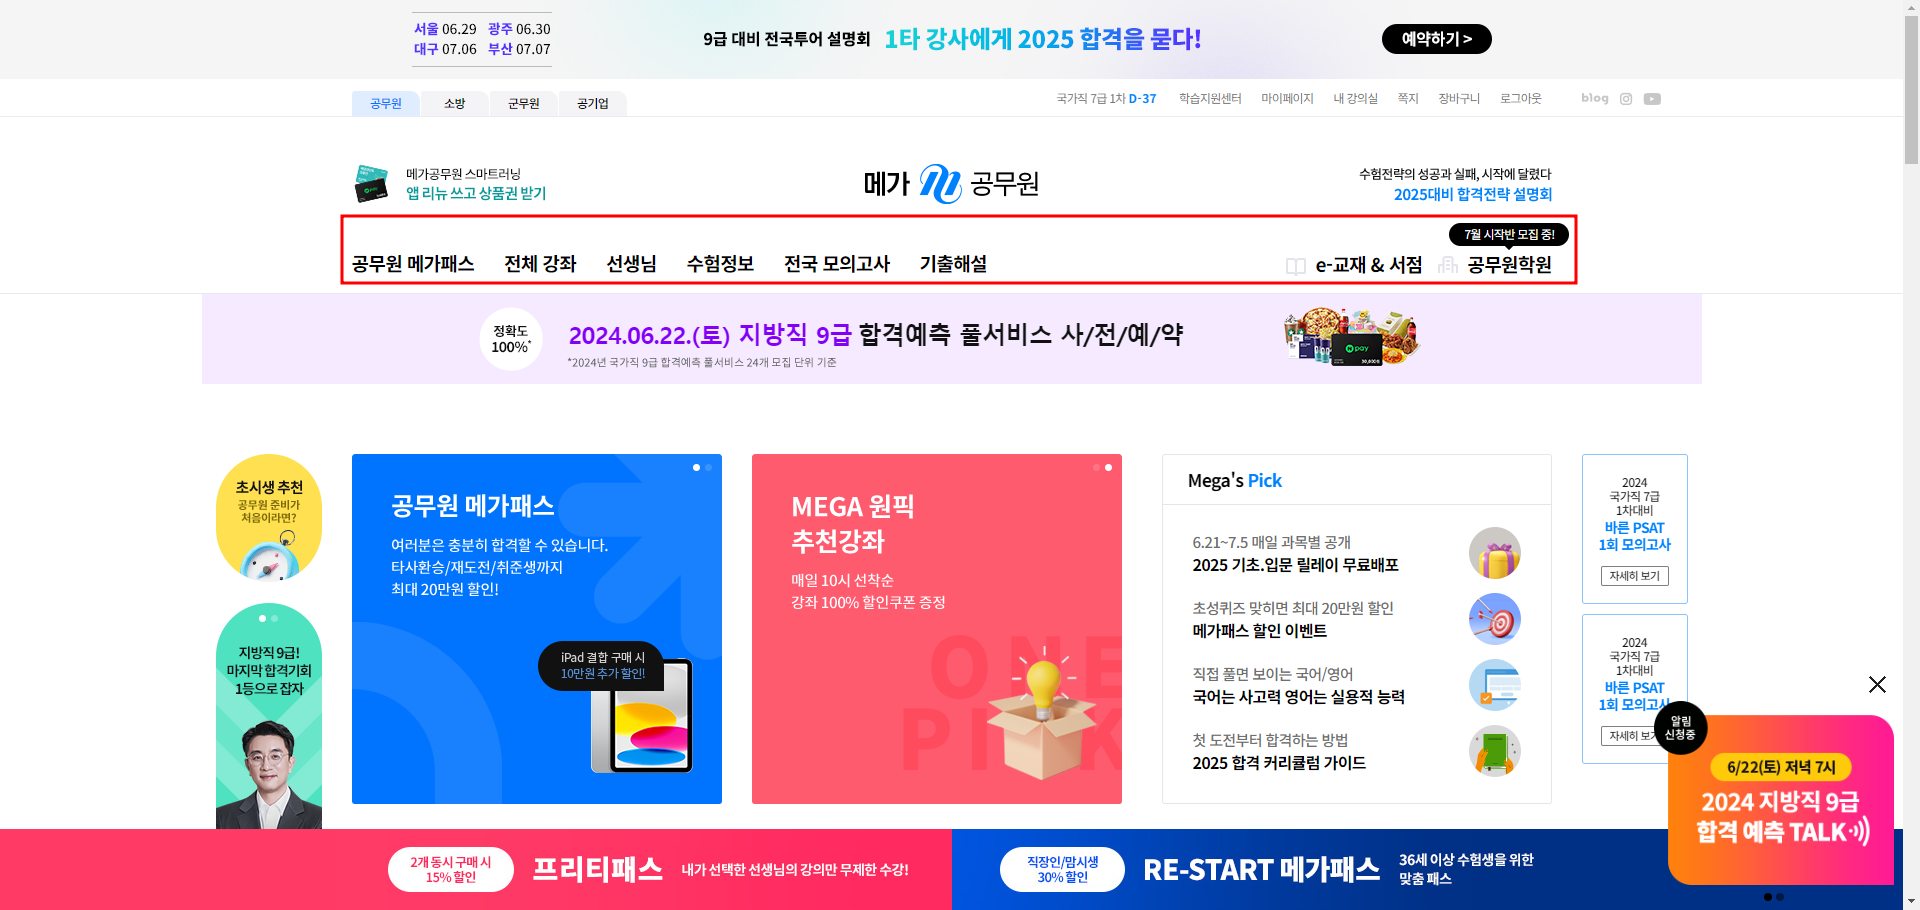 서울 06.29 광주 06.30
대구 07.06 부산 07.07
9급 대비 전국투어 설명회 1타 강사에게 2025 합격을 묻다!
예약하기 >
공무원 소방 군무원 공기업
국가직 7급 1차 D-37 학습지원센터 마이페이지 내 강의실 쪽지 장바구니 로그아웃 blog
메가공무원 스마트러닝
앱 리뉴 쓰고 상품권 받기
메가 공무원
수험전략의 성공과 실패, 시작에 달렸다
2025대비 합격전략 설명회
7월 시작반 모집 중!
공무원 메가패스 전체 강좌 선생님 수험정보 전국 모의고사 기출해설 e-교재 & 서점 공무원학원
정확도
100%*
2024.06.22.(토) 지방직 9급 합격예측 풀서비스 사/전/예/약
*2024년 국가직 9급 합격예측 풀서비스 24개 모집 단위 기준
pay
초시생 추천
공무원 준비가
처음이라면?
지방직 9급!
마지막 합격기회
1등으로 잡자
공무원 메가패스
여러분은 충분히 합격할 수 있습니다.
타사환승/재도전/취준생까지
최대 20만원 할인!
iPad 결합 구매 시
10만원 추가 할인!
MEGA 원픽
추천강좌
매일 10시 선착순
강좌 100% 할인쿠폰 증정
ONE
PICK
Mega's Pick
6.21~7.5 매일 과목별 공개
2025 기초.입문 릴레이 무료배포
초성퀴즈 맞히면 최대 20만원 할인
메가패스 할인 이벤트
직접 풀면 보이는 국어/영어
국어는 사고력 영어는 실용적 능력
첫 도전부터 합격하는 방법
2025 합격 커리큘럼 가이드
2024
국가직 7급
1차대비
바른 PSAT
1회 모의고사
자세히 보기
2024
국가직 7급
1차대비
바른 PSAT
1회 모의고사
자세히 보기
알림
신청중
6/22(토) 저녁 7시
2024 지방직 9급
합격 예측 TALK
2개 동시 구매 시
15% 할인
프리티패스 내가 선택한 선생님의 강의만 무제한 수강!
직장인/맘시생
30% 할인
RE-START 메가패스
36세 이상 수험생을 위한
맞춤 패스